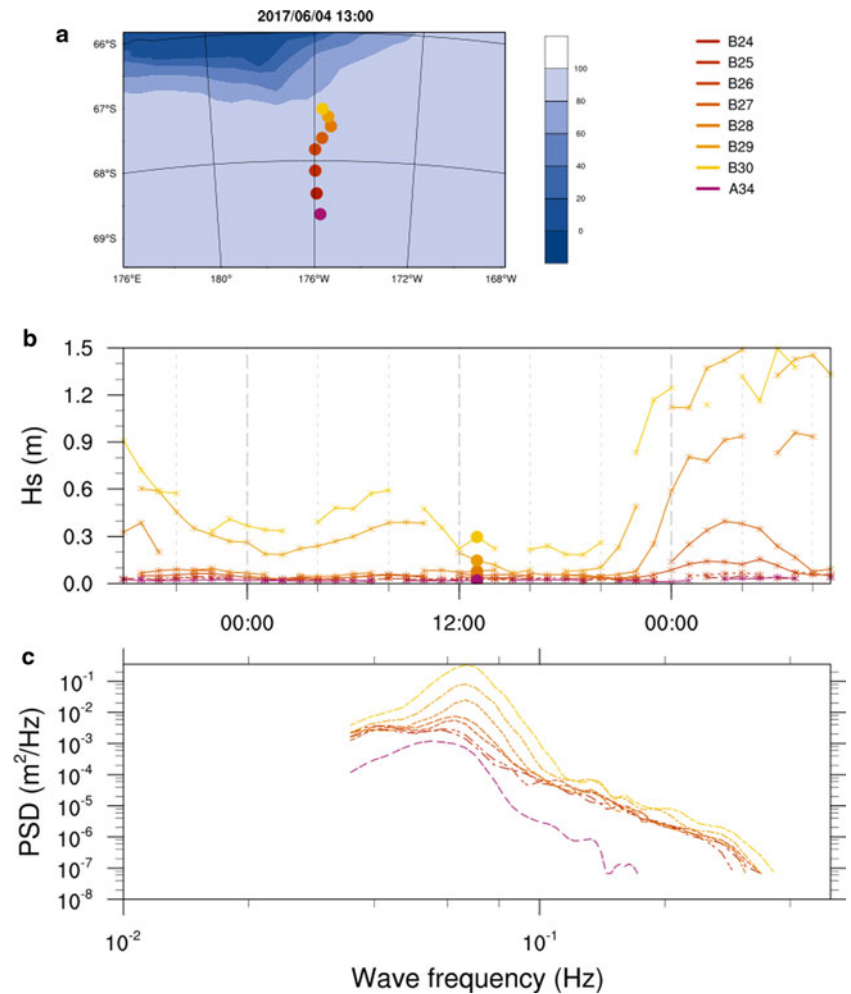 2017/06/04 13:00
a
66°S
67°S
68°S
69°S
176°E
180°
176°W
172°W
168°W
100
80
60
40
20
0
B24
B25
B26
B27
B28
B29
B30
A34
b
1.5
1.2
0.9
0.6
0.3
0.0
Hs (m)
00:00
12:00
00:00
c
10⁻¹
10⁻²
10⁻³
10⁻⁴
10⁻⁵
10⁻⁶
10⁻⁷
10⁻⁸
PSD (m²/Hz)
10⁻²
10⁻¹
Wave frequency (Hz)